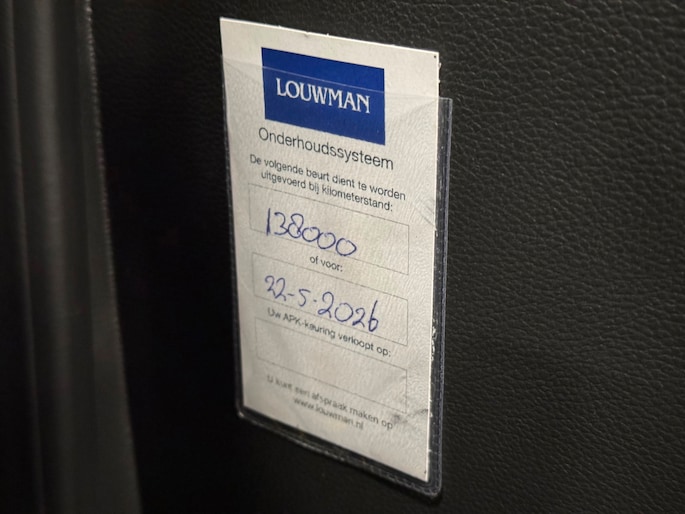 LOUWMAN
Onderhoudssysteem
De volgende beurt dient te worden
uitgevoerd bij kilometerstand:
138000
of voor:
22-5-2026
Uw APK-keuring verloopt op:
U kunt een afspraak maken op
www.louwman.nl